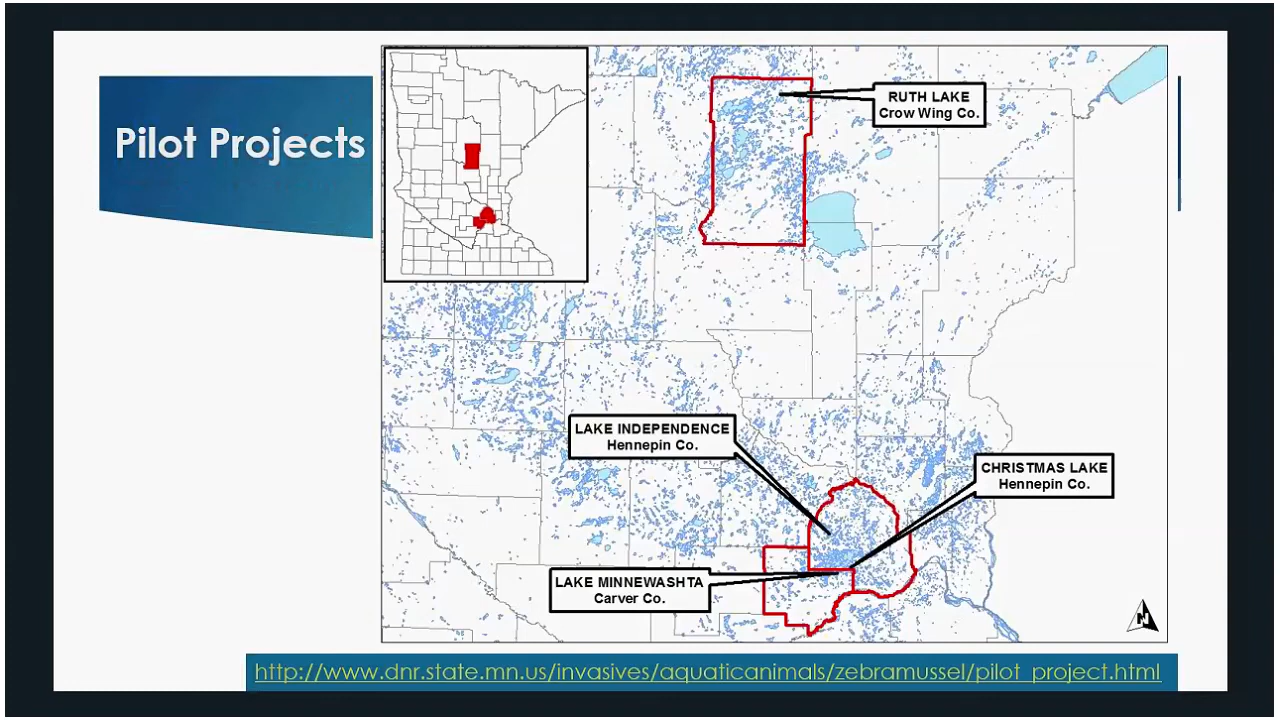 Pilot Projects
RUTH LAKE
Crow Wing Co.
LAKE INDEPENDENCE
Hennepin Co.
CHRISTMAS LAKE
Hennepin Co.
LAKE MINNEWASHTA
Carver Co.
N
http://www.dnr.state.mn.us/invasives/aquaticanimals/zebramussel/pilot_project.html